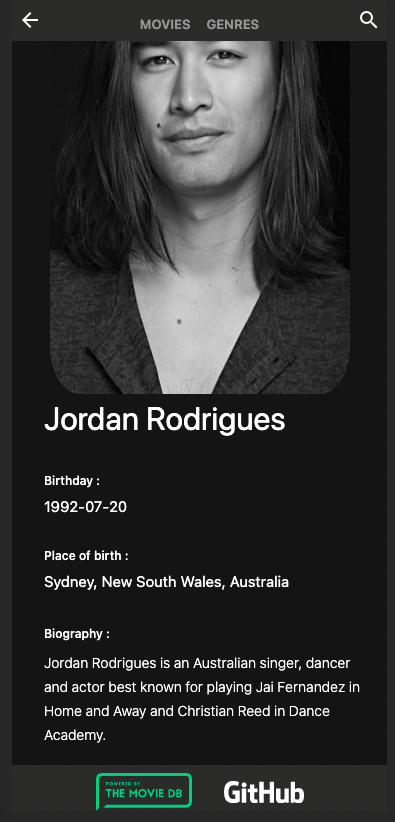 MOVIES GENRES
Jordan Rodrigues
Birthday :
1992-07-20
Place of birth :
Sydney, New South Wales, Australia
Biography :
Jordan Rodrigues is an Australian singer, dancer
and actor best known for playing Jai Fernandez in
Home and Away and Christian Reed in Dance
Academy.
POWERED BY
THE MOVIE DB
GitHub